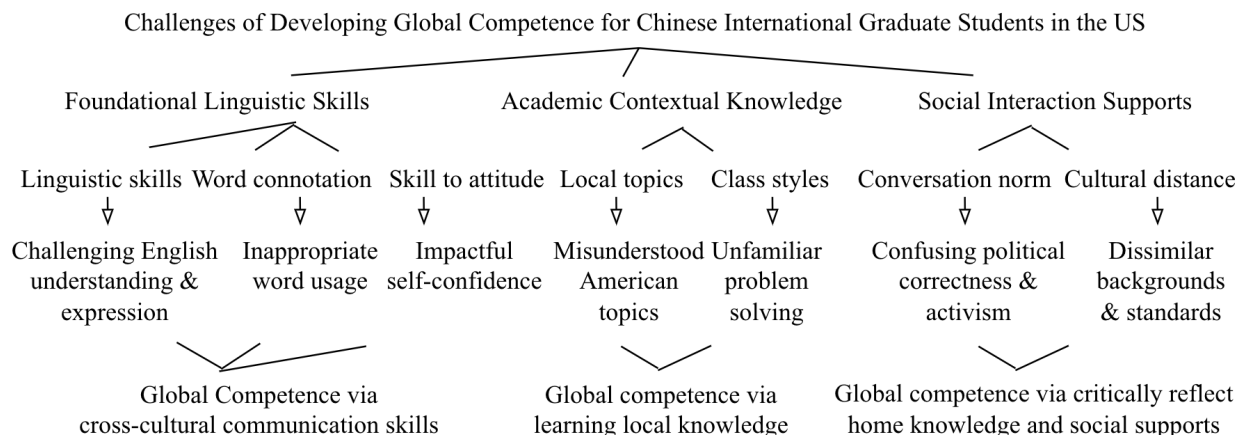 Challenges of Developing Global Competence for Chinese International Graduate Students in the US
Foundational Linguistic Skills
Academic Contextual Knowledge
Social Interaction Supports
Linguistic skills
Word connotation
Skill to attitude
Local topics
Class styles
Conversation norm
Cultural distance
Challenging English
understanding &
expression
Inappropriate
word usage
Impactful
self-confidence
Misunderstood
American
topics
Unfamiliar
problem
solving
Confusing political
correctness &
activism
Dissimilar
backgrounds
& standards
Global Competence via
cross-cultural communication skills
Global competence via
learning local knowledge
Global competence via critically reflect
home knowledge and social supports